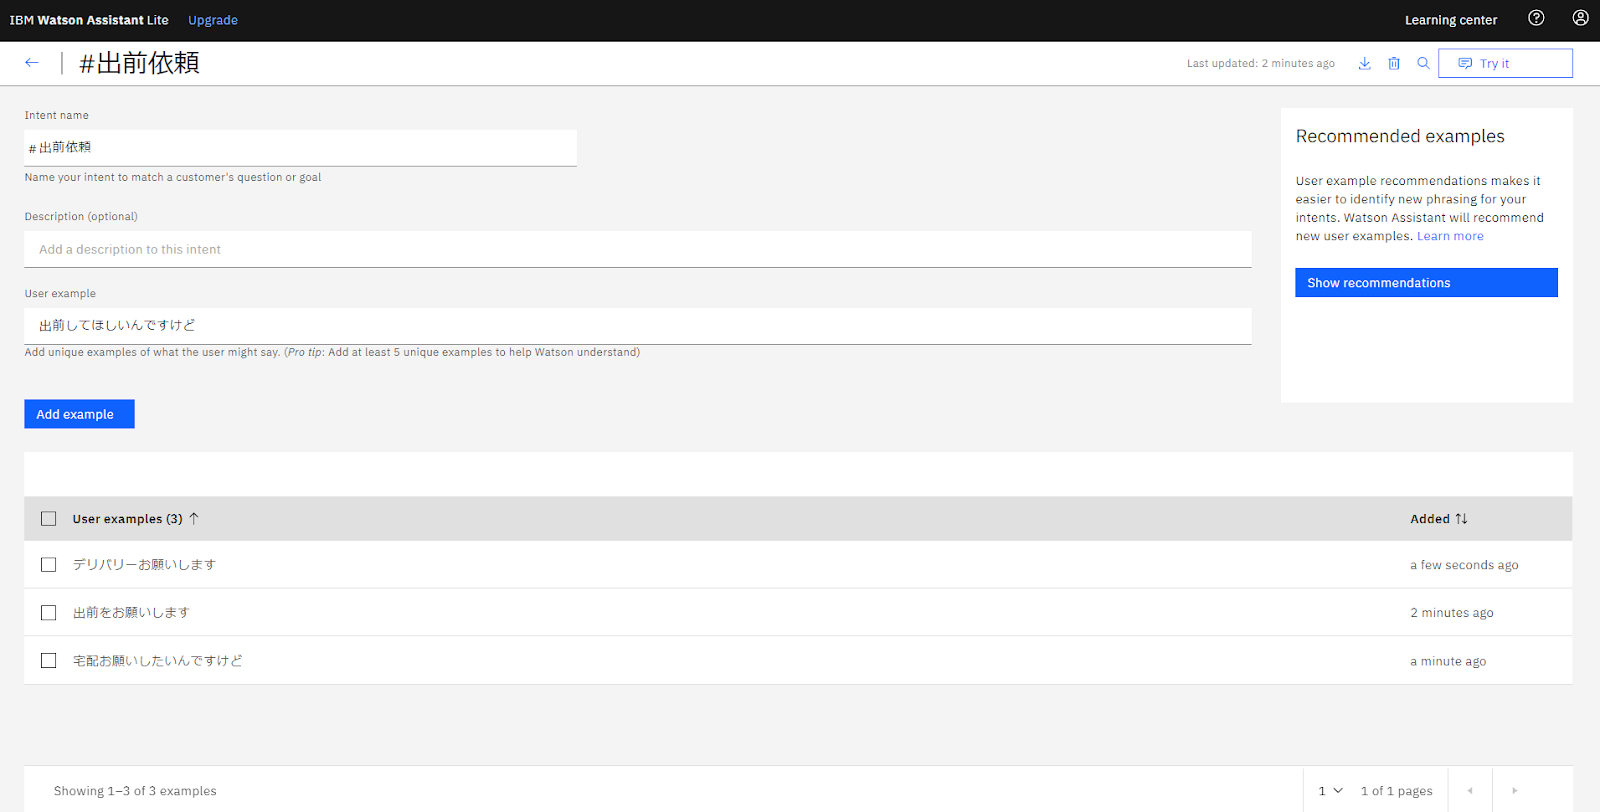 IBM Watson Assistant Lite Upgrade Learning center
#出前依頼 Last updated: 2 minutes ago Try it
Intent name
# 出前依頼
Name your intent to match a customer's question or goal
Description (optional)
Add a description to this intent
User example
出前してほしいんですけど
Add unique examples of what the user might say. (Pro tip: Add at least 5 unique examples to help Watson understand)
Add example
Recommended examples
User example recommendations makes it
easier to identify new phrasing for your
intents. Watson Assistant will recommend
new user examples. Learn more
Show recommendations
User examples (3) ↑ Added ↑↓
デリバリーお願いします a few seconds ago
出前をお願いします 2 minutes ago
宅配お願いしたいんですけど a minute ago
Showing 1–3 of 3 examples 1 1 of 1 pages